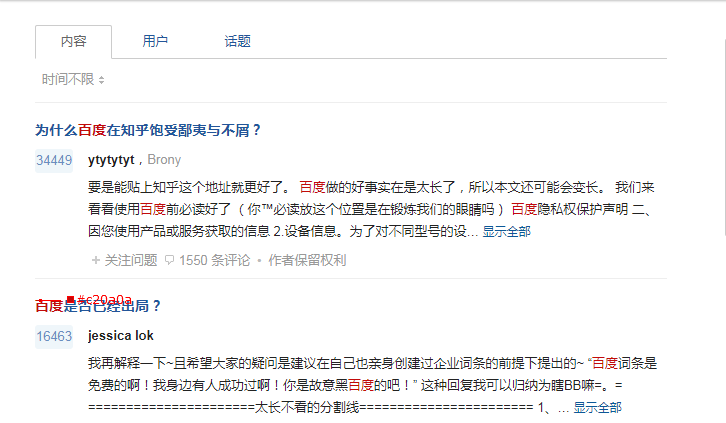 内容 用户 话题
时间不限
为什么百度在知乎饱受鄙夷与不屑？
34449 ytytytyt，Brony
要是能贴上知乎这个地址就更好了。 百度做的好事实在是太长了，所以本文还可能会变长。 我们来
看看使用百度前必读好了 （ 你™必读放这个位置是在锻炼我们的眼睛吗 ） 百度隐私权保护声明 二、
因您使用产品或服务获取的信息 2.设备信息。为了对不同型号的设... 显示全部
+ 关注问题 1550 条评论 • 作者保留权利
#c20a0a
百度是否已经出局？
16463 jessica lok
我再解释一下~且希望大家的疑问是建议在自己也亲身创建过企业词条的前提下提出的~ “百度词条是
免费的啊！我身边有人成功过啊！你是故意黑百度的吧！” 这种回复我可以归纳为瞎BB嘛=。=
======================太长不看的分割线======================= 1、... 显示全部